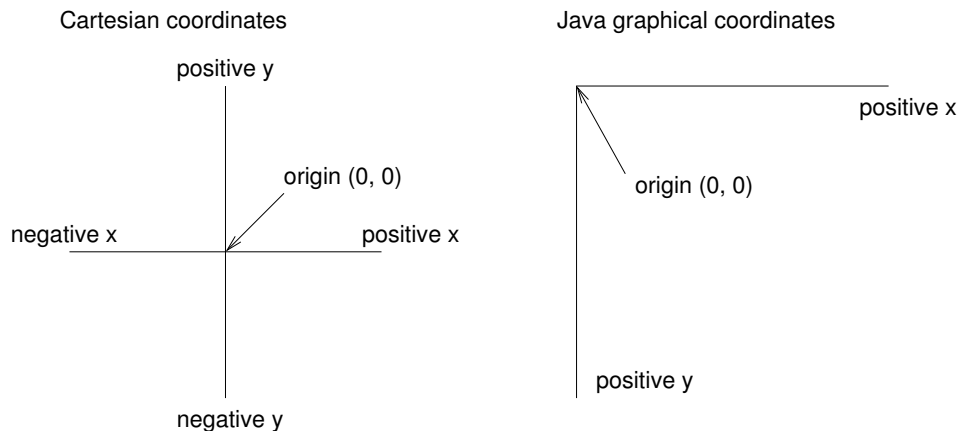 Cartesian coordinates
positive y
origin (0, 0)
negative x
positive x
negative y
Java graphical coordinates
positive x
origin (0, 0)
positive y